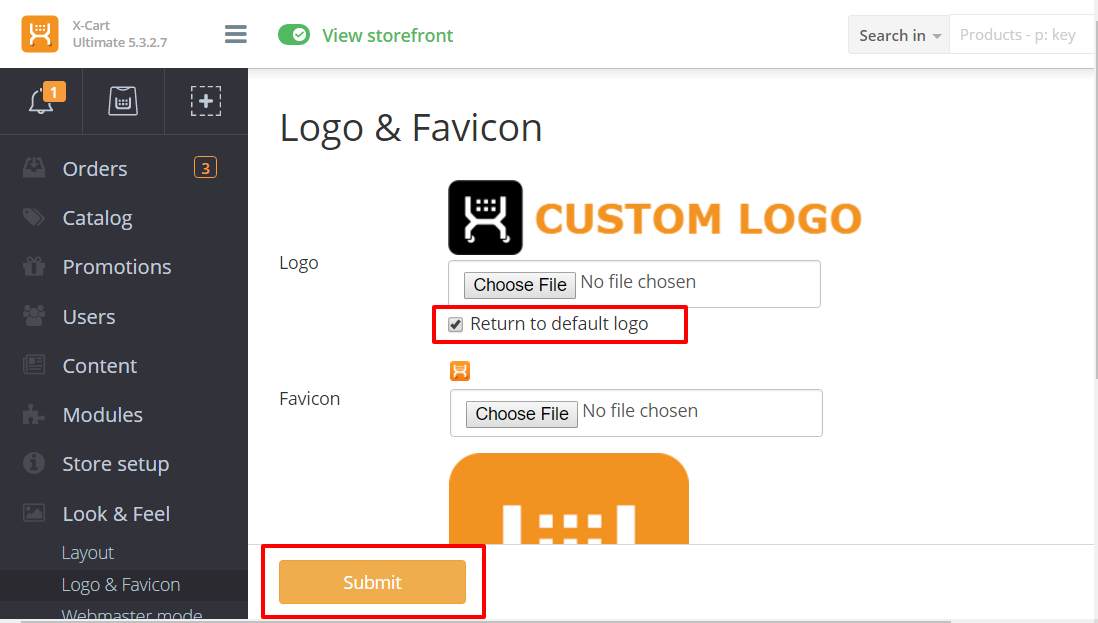 X-Cart
Ultimate 5.3.2.7
View storefront
Search in
Products - p: key
1
Orders
3
Catalog
Promotions
Users
Content
Modules
Store setup
Look & Feel
Layout
Logo & Favicon
Webmaster mode
Logo & Favicon
CUSTOM LOGO
Logo
Choose File No file chosen
Return to default logo
Favicon
Choose File No file chosen
Submit